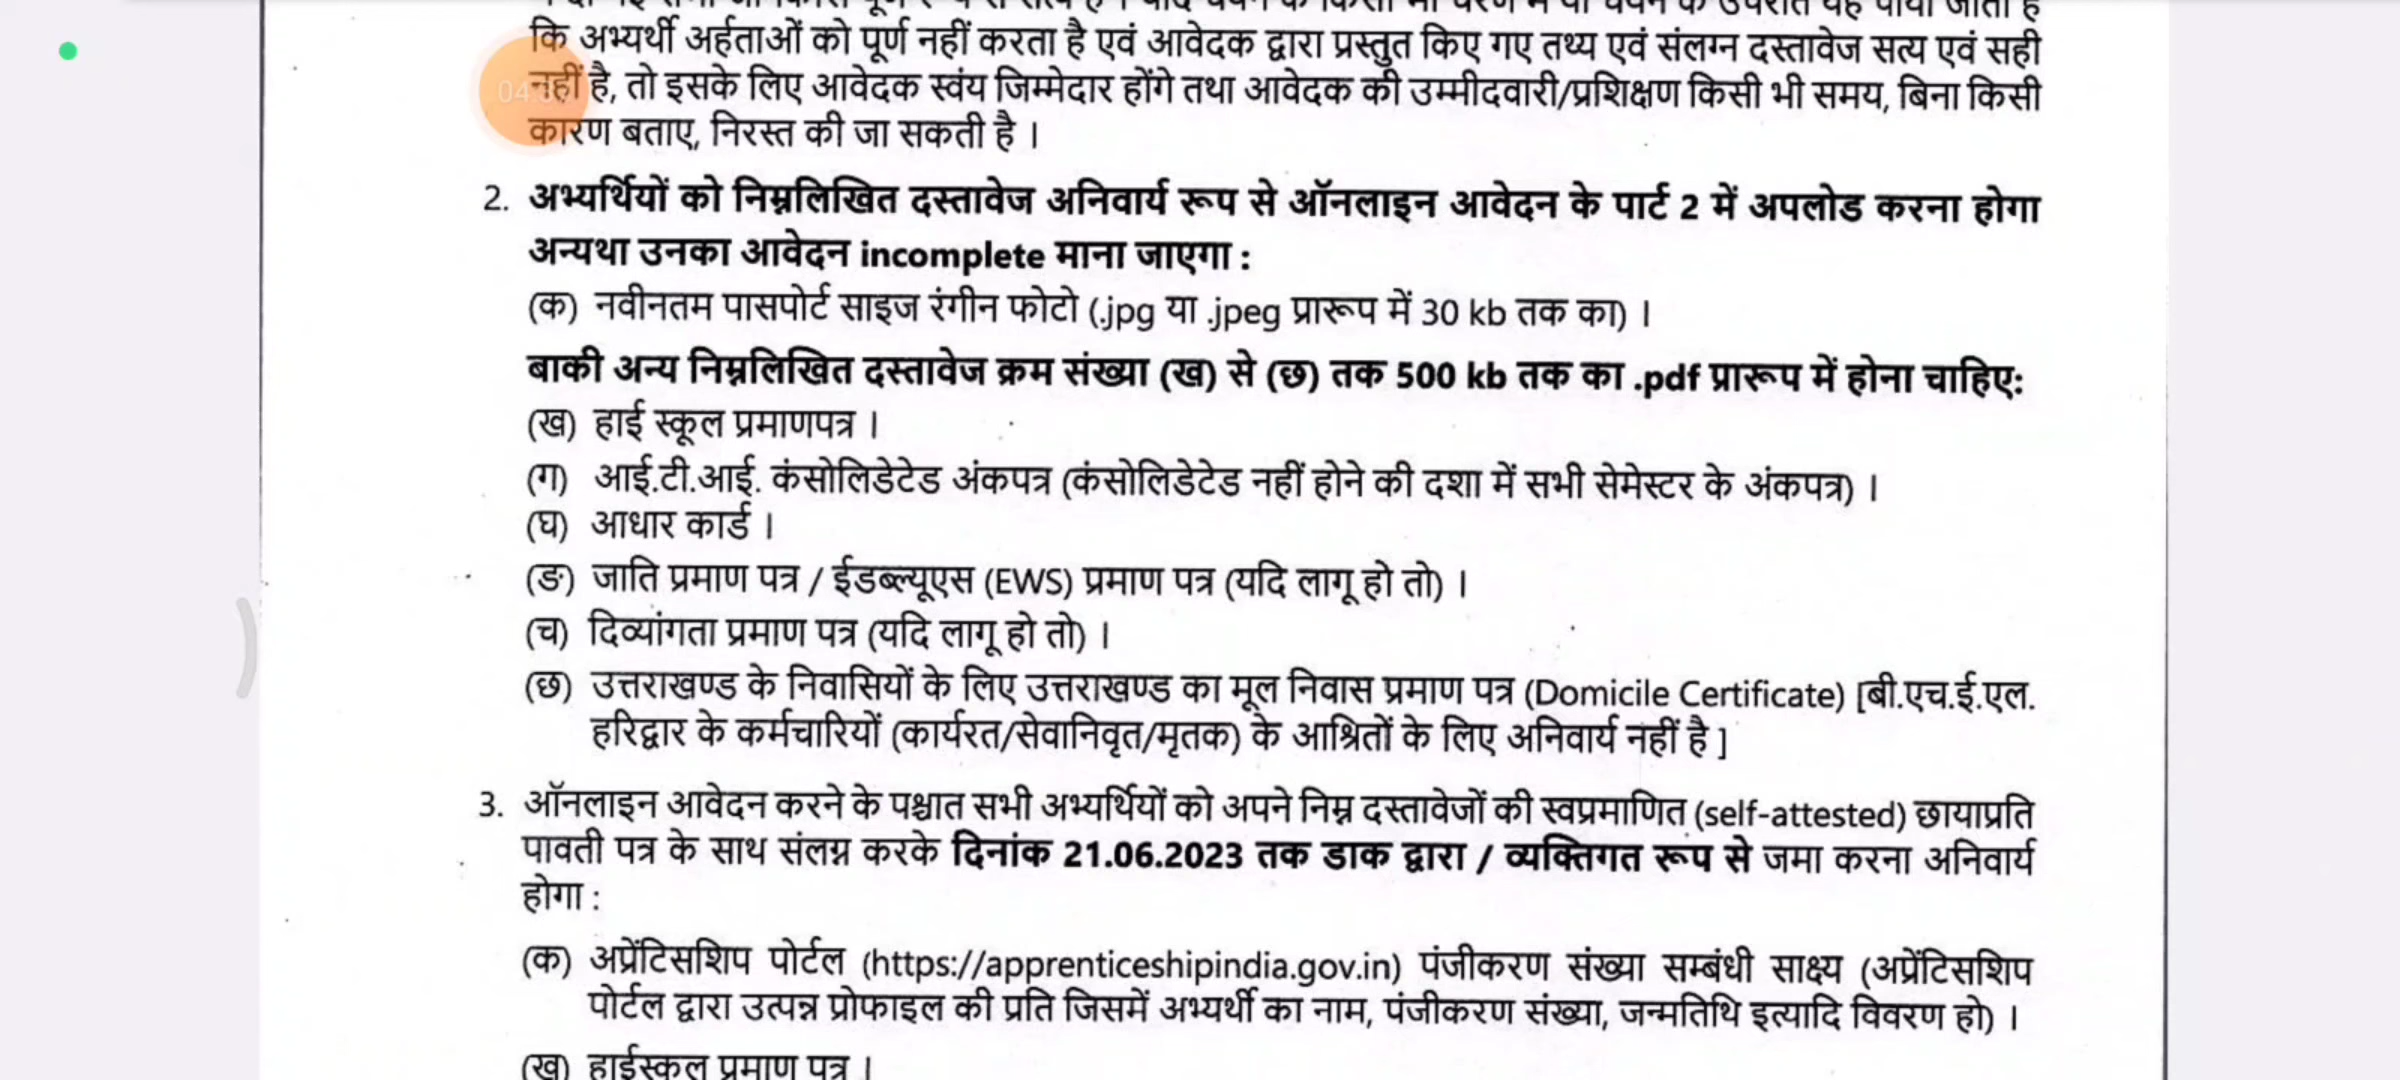 कि अभ्यर्थी अर्हताओं को पूर्ण नहीं करता है एवं आवेदक द्वारा प्रस्तुत किए गए तथ्य एवं संलग्न दस्तावेज सत्य एवं सही
नहीं है, तो इसके लिए आवेदक स्वंय जिम्मेदार होंगे तथा आवेदक की उम्मीदवारी/प्रशिक्षण किसी भी समय, बिना किसी
कारण बताए, निरस्त की जा सकती है ।
2. अभ्यर्थियों को निम्नलिखित दस्तावेज अनिवार्य रूप से ऑनलाइन आवेदन के पार्ट 2 में अपलोड करना होगा
अन्यथा उनका आवेदन incomplete माना जाएगा :
(क) नवीनतम पासपोर्ट साइज रंगीन फोटो (.jpg या .jpeg प्रारूप में 30 kb तक का) ।
बाकी अन्य निम्नलिखित दस्तावेज क्रम संख्या (ख) से (छ) तक 500 kb तक का .pdf प्रारूप में होना चाहिए:
(ख) हाई स्कूल प्रमाणपत्र ।
(ग) आई.टी.आई. कंसोलिडेटेड अंकपत्र (कंसोलिडेटेड नहीं होने की दशा में सभी सेमेस्टर के अंकपत्र) ।
(घ) आधार कार्ड ।
(ङ) जाति प्रमाण पत्र / ईडब्ल्यूएस (EWS) प्रमाण पत्र (यदि लागू हो तो) ।
(च) दिव्यांगता प्रमाण पत्र (यदि लागू हो तो) ।
(छ) उत्तराखण्ड के निवासियों के लिए उत्तराखण्ड का मूल निवास प्रमाण पत्र (Domicile Certificate) [बी.एच.ई.एल.
हरिद्वार के कर्मचारियों (कार्यरत/सेवानिवृत/मृतक) के आश्रितों के लिए अनिवार्य नहीं है ]
3. ऑनलाइन आवेदन करने के पश्चात सभी अभ्यर्थियों को अपने निम्न दस्तावेजों की स्वप्रमाणित (self-attested) छायाप्रति
पावती पत्र के साथ संलग्न करके दिनांक 21.06.2023 तक डाक द्वारा / व्यक्तिगत रूप से जमा करना अनिवार्य
होगा :
(क) अप्रेंटिसशिप पोर्टल (https://apprenticeshipindia.gov.in) पंजीकरण संख्या सम्बंधी साक्ष्य (अप्रेंटिसशिप
पोर्टल द्वारा उत्पन्न प्रोफाइल की प्रति जिसमें अभ्यर्थी का नाम, पंजीकरण संख्या, जन्मतिथि इत्यादि विवरण हो) ।
(ख) हाईस्कूल प्रमाण पत्र ।